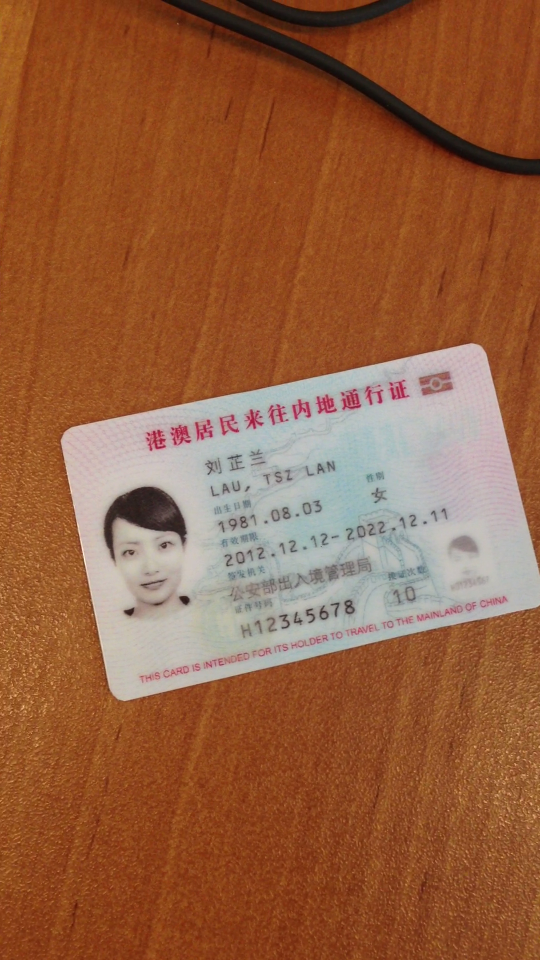 港澳居民来往内地通行证
刘芷兰
LAU, TSZ LAN
出生日期 性别
1981.08.03 女
有效期限
2012.12.12-2022.12.11
签发机关
公安部出入境管理局
证件号码 换证次数
H12345678 10
THIS CARD IS INTENDED FOR ITS HOLDER TO TRAVEL TO THE MAINLAND OF CHINA